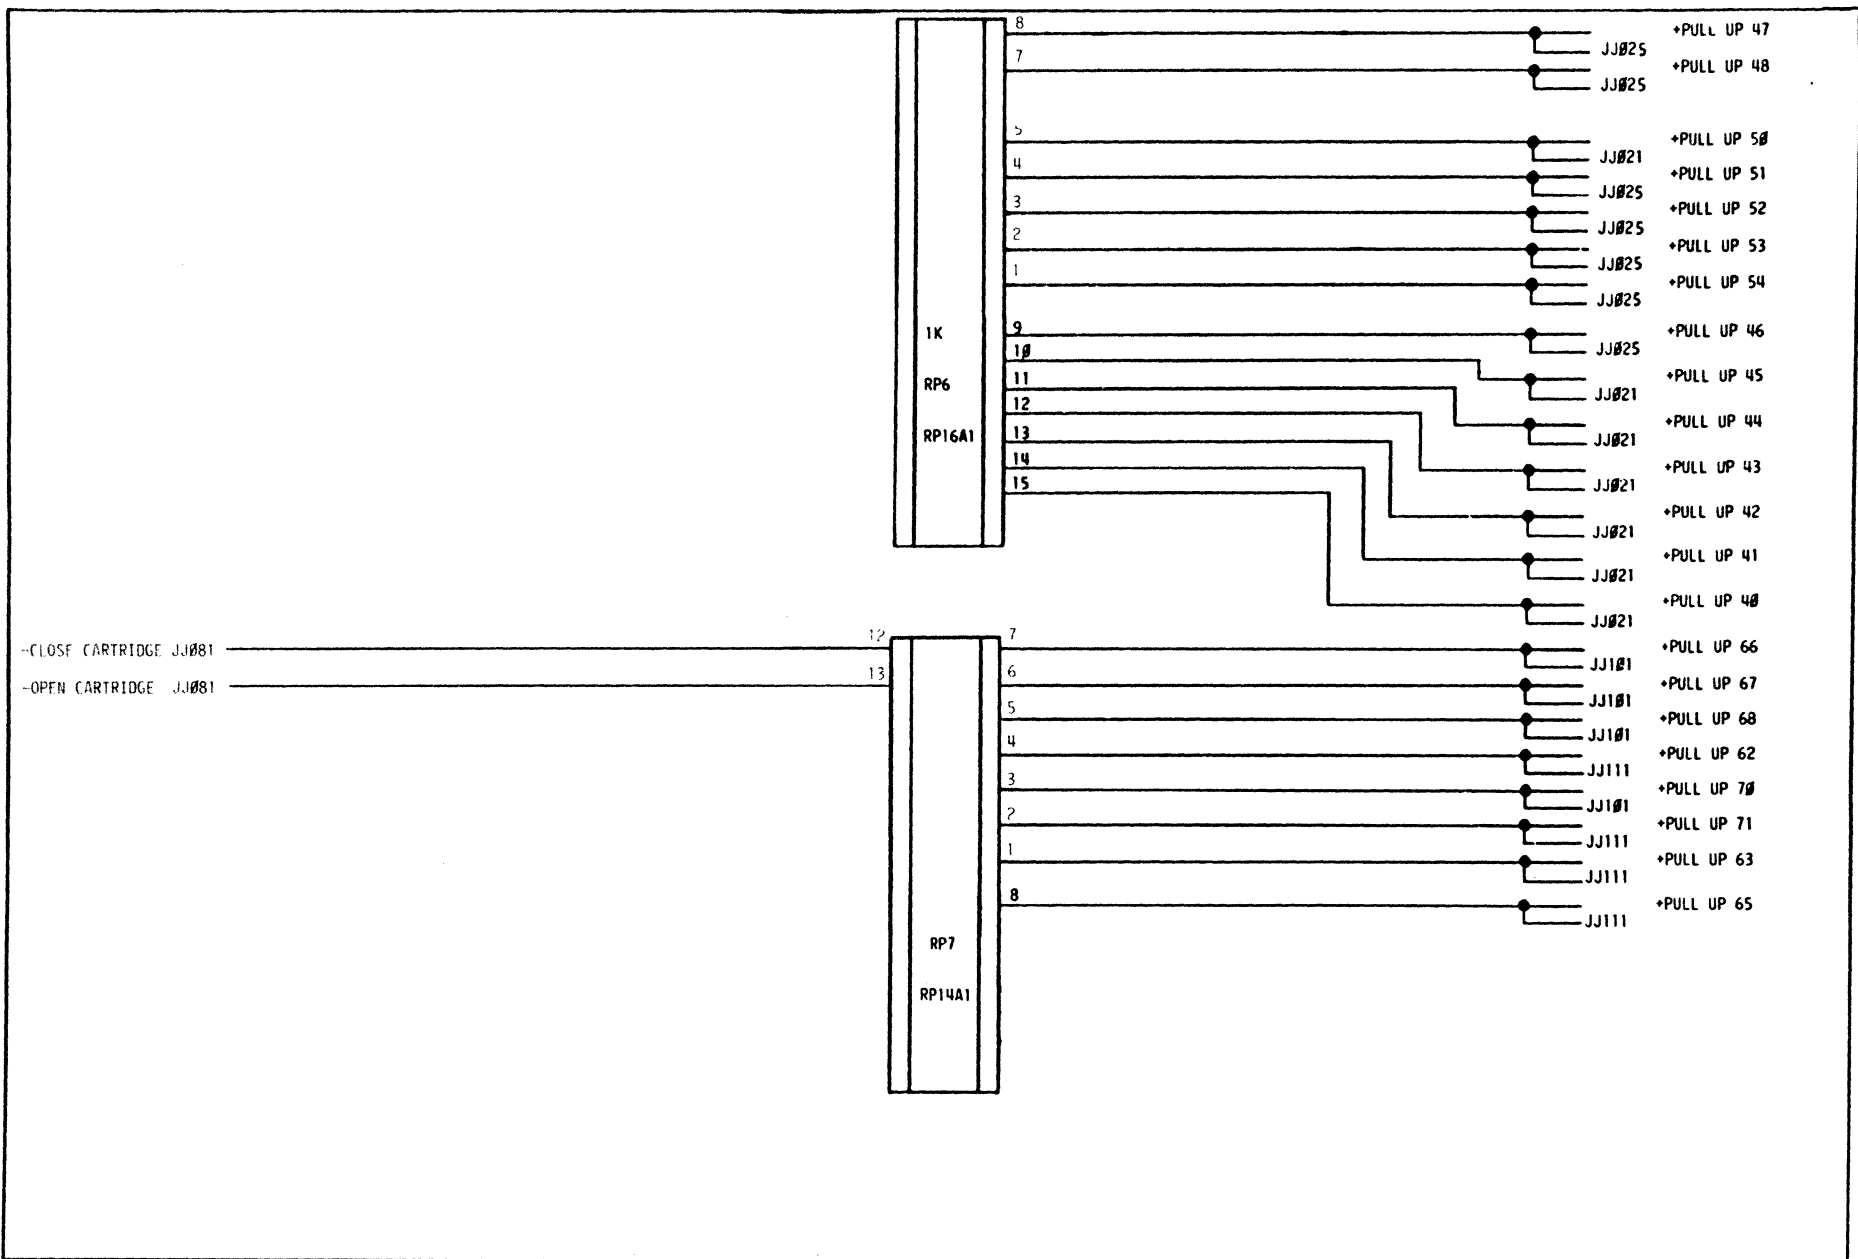 8 +PULL UP 47
JJØ25
7 +PULL UP 48
JJØ25
5 +PULL UP 5Ø
JJØ21
4 +PULL UP 51
JJØ25
3 +PULL UP 52
JJØ25
2 +PULL UP 53
JJØ25
1 +PULL UP 54
JJØ25
1K
9 +PULL UP 46
JJØ25
1Ø
+PULL UP 45
JJØ21
RP6
11
12
+PULL UP 44
JJØ21
RP16A1
13
14
+PULL UP 43
JJØ21
15
+PULL UP 42
JJØ21
+PULL UP 41
JJØ21
+PULL UP 4Ø
JJØ21
-CLOSE CARTRIDGE JJØ81 12 7 +PULL UP 66
JJ1Ø1
-OPEN CARTRIDGE JJØ81 13 6 +PULL UP 67
JJ1Ø1
5 +PULL UP 68
JJ1Ø1
4 +PULL UP 62
JJ111
3 +PULL UP 7Ø
JJ1Ø1
2 +PULL UP 71
JJ111
1 +PULL UP 63
JJ111
8 +PULL UP 65
JJ111
RP7
RP14A1